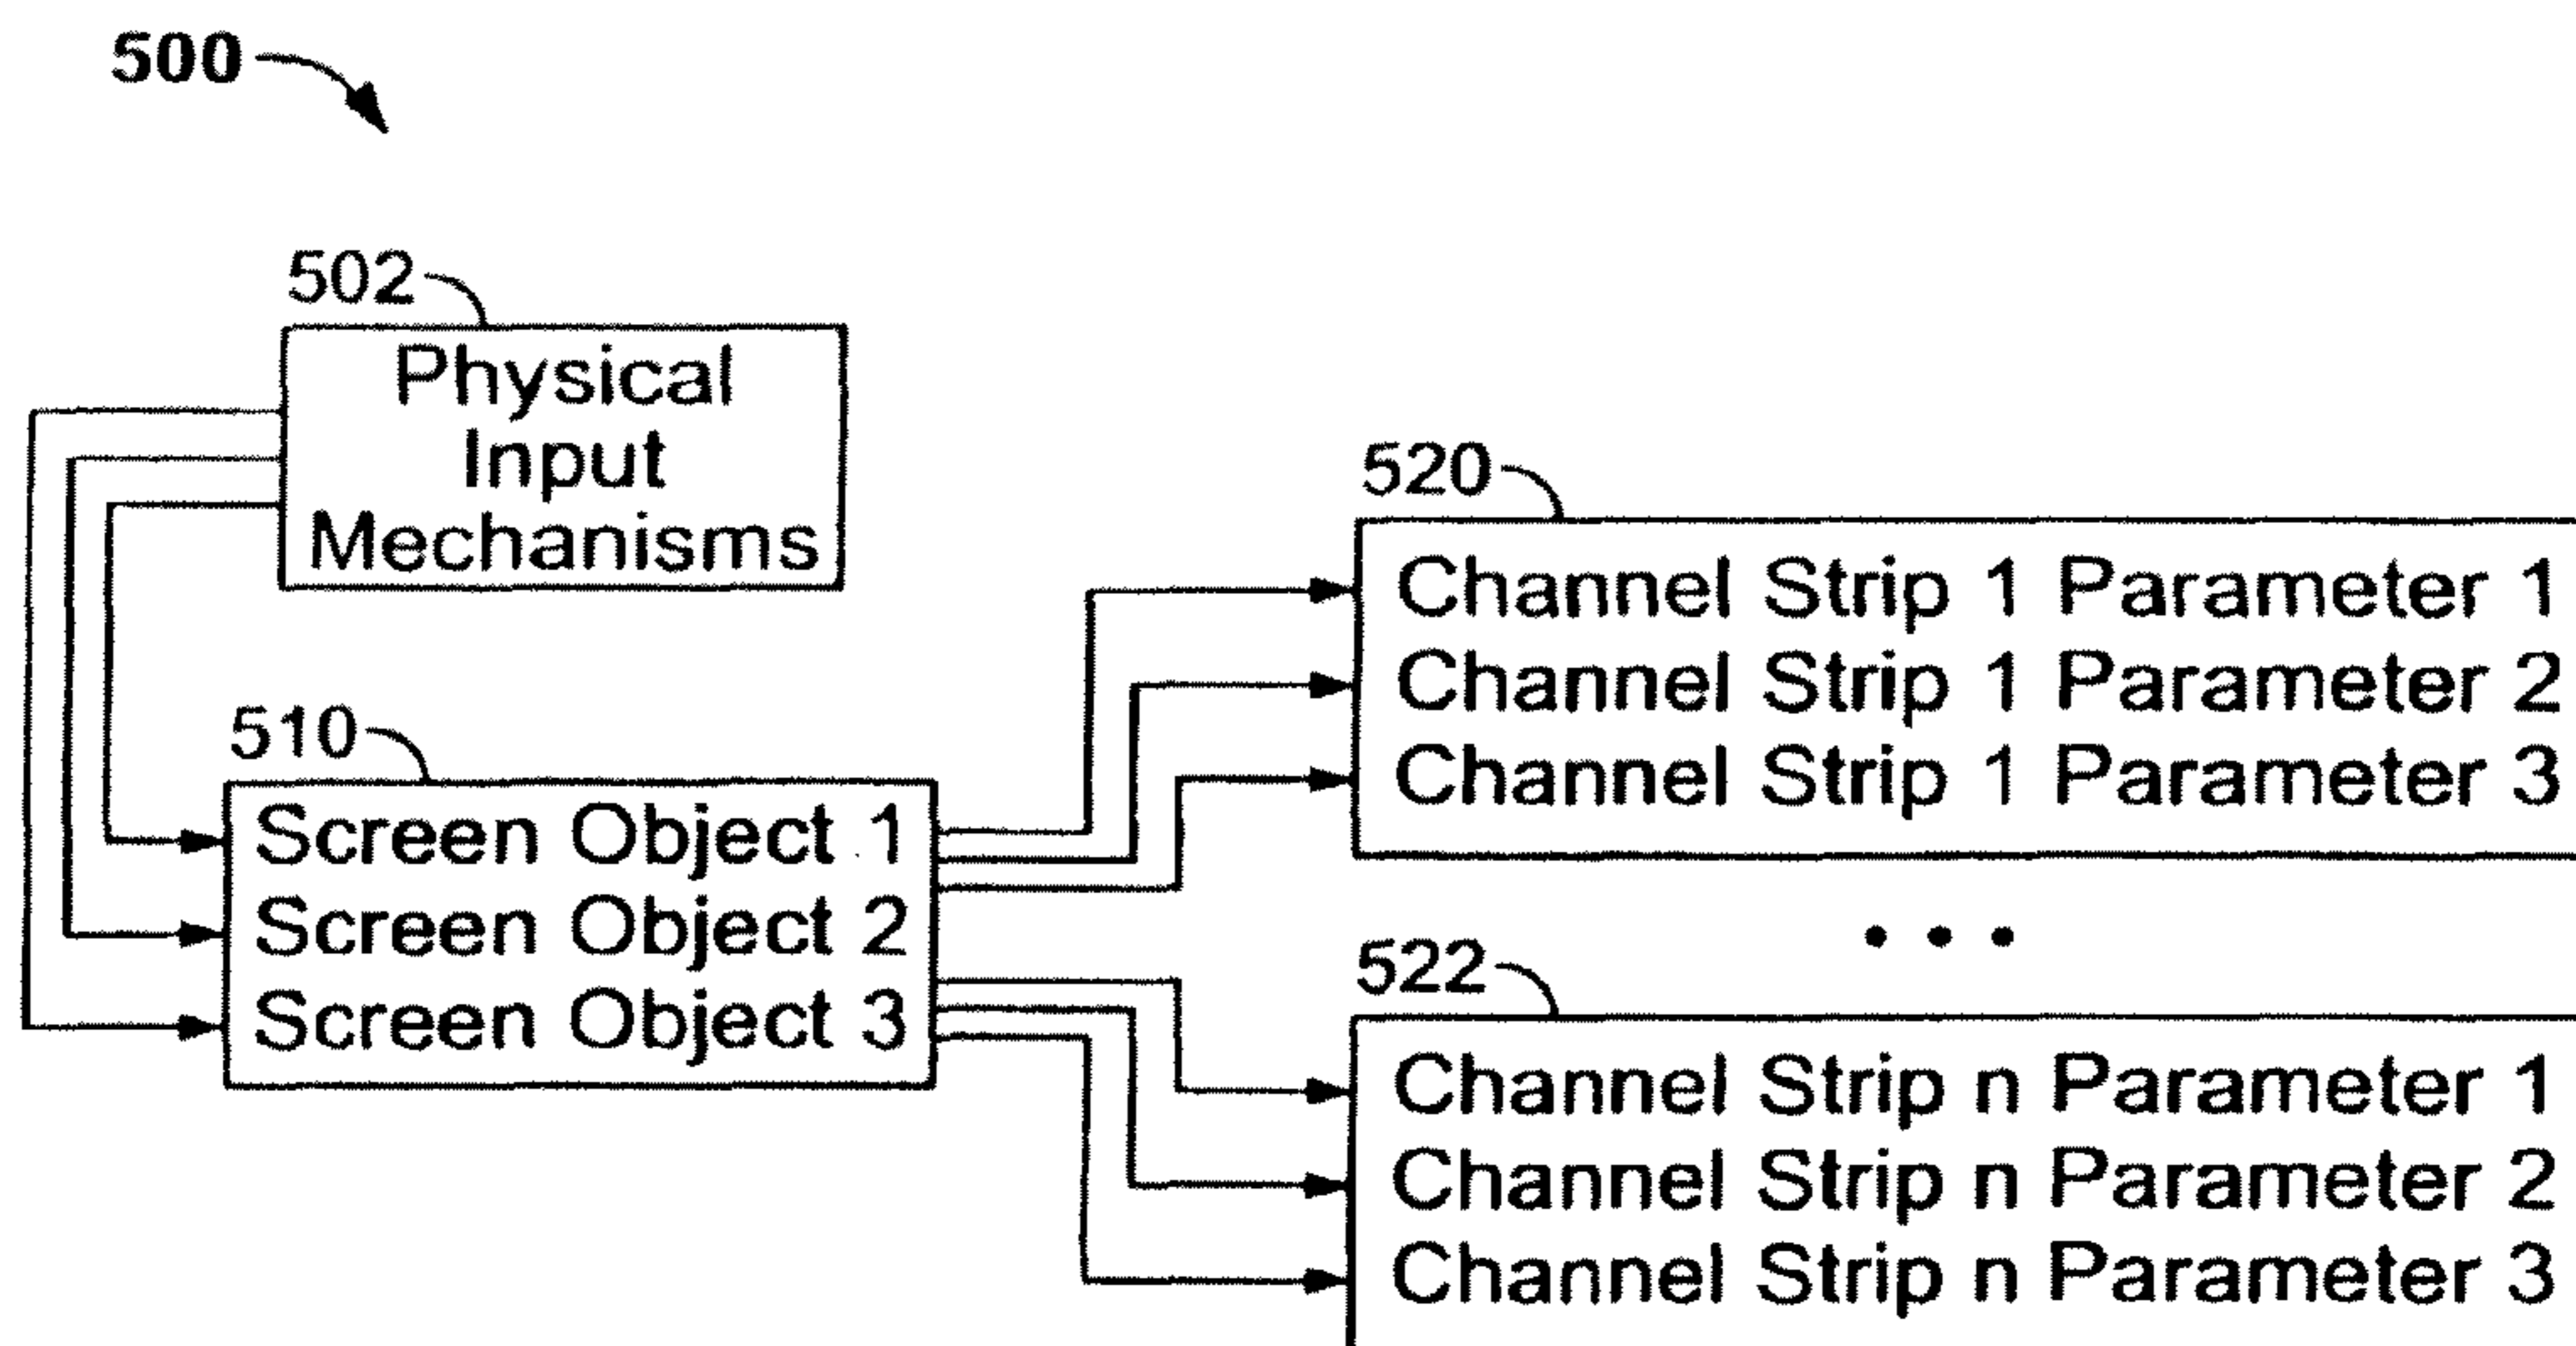 500
502
Physical
Input
Mechanisms
520
Channel Strip 1 Parameter 1
Channel Strip 1 Parameter 2
Channel Strip 1 Parameter 3
510
Screen Object 1
Screen Object 2
Screen Object 3
• • •
522
Channel Strip n Parameter 1
Channel Strip n Parameter 2
Channel Strip n Parameter 3